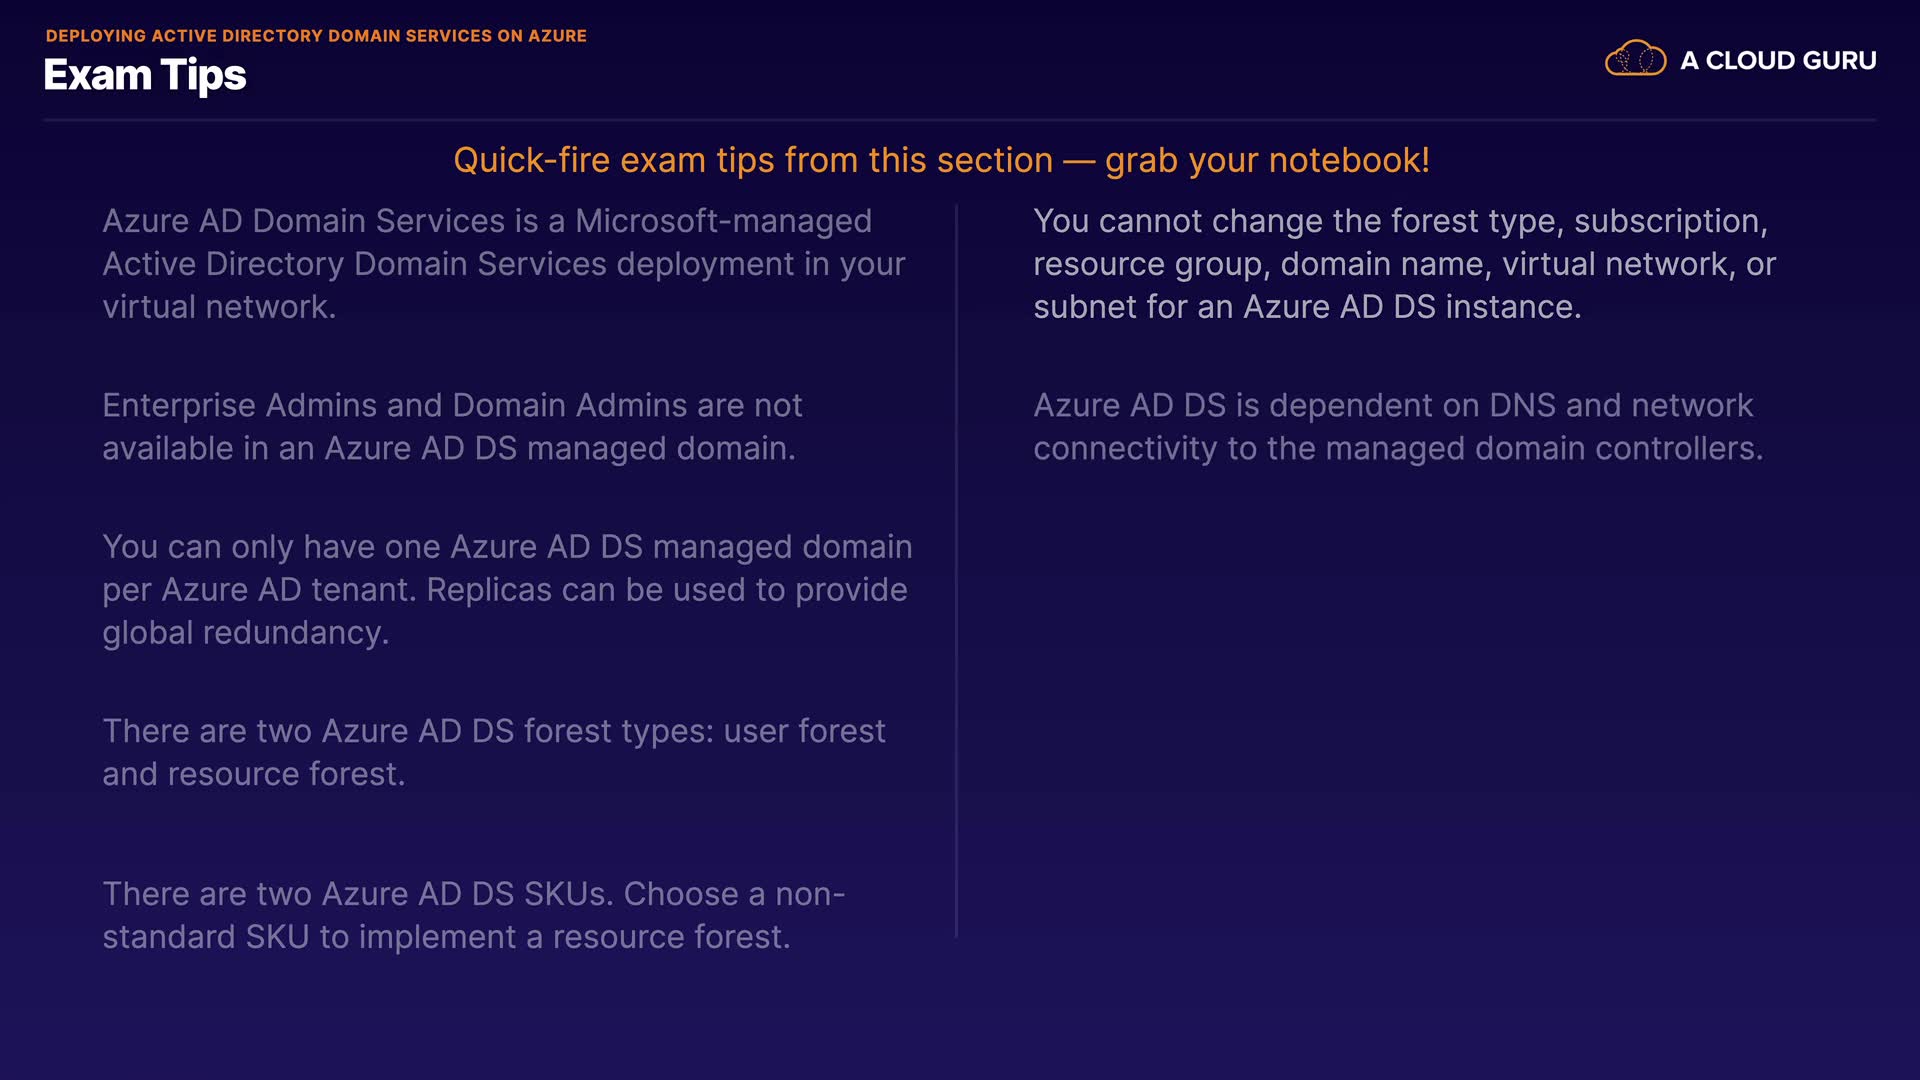 DEPLOYING ACTIVE DIRECTORY DOMAIN SERVICES ON AZURE
Exam Tips
A CLOUD GURU
Quick-fire exam tips from this section — grab your notebook!
Azure AD Domain Services is a Microsoft-managed
Active Directory Domain Services deployment in your
virtual network.
Enterprise Admins and Domain Admins are not
available in an Azure AD DS managed domain.
You can only have one Azure AD DS managed domain
per Azure AD tenant. Replicas can be used to provide
global redundancy.
There are two Azure AD DS forest types: user forest
and resource forest.
There are two Azure AD DS SKUs. Choose a non-
standard SKU to implement a resource forest.
You cannot change the forest type, subscription,
resource group, domain name, virtual network, or
subnet for an Azure AD DS instance.
Azure AD DS is dependent on DNS and network
connectivity to the managed domain controllers.